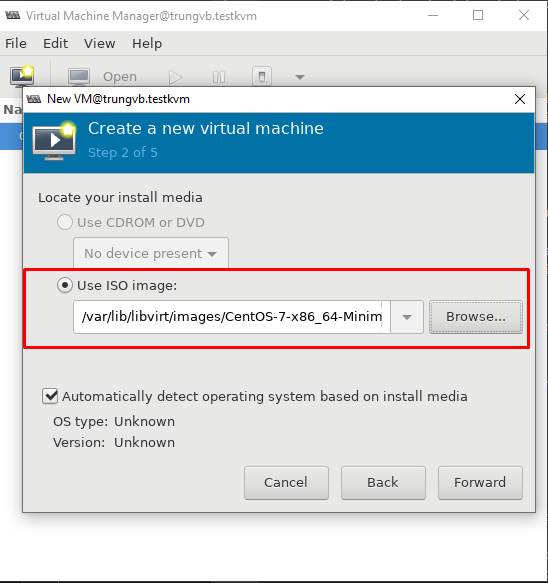 Virtual Machine Manager@trungvb.testkvm
File Edit View Help
Open
Na
New VM@trungvb.testkvm
Create a new virtual machine
Step 2 of 5
Locate your install media
Use CDROM or DVD
No device present
Use ISO image:
/var/lib/libvirt/images/CentOS-7-x86_64-Minim
Browse...
Automatically detect operating system based on install media
OS type: Unknown
Version: Unknown
Cancel Back Forward